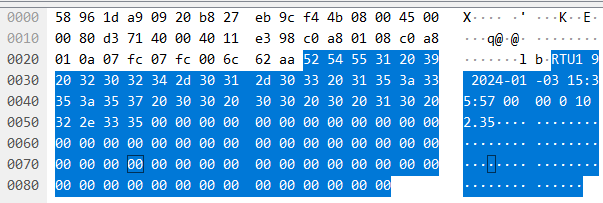 0000 58 96 1d a9 09 20 b8 27 eb 9c f4 4b 08 00 45 00 X···· ·' ···K··E·
0010 00 80 d3 71 40 00 40 11 e3 98 c0 a8 01 08 c0 a8 ···q@·@· ········
0020 01 0a 07 fc 07 fc 00 6c 62 aa 52 54 55 31 20 39 ·······l b·RTU1 9
0030 20 32 30 32 34 2d 30 31 2d 30 33 20 31 35 3a 33 2024-01 -03 15:3
0040 35 3a 35 37 20 30 30 20 30 30 20 30 20 31 30 20 5:57 00 00 0 10
0050 32 2e 33 35 00 00 00 00 00 00 00 00 00 00 00 00 2.35···· ········
0060 00 00 00 00 00 00 00 00 00 00 00 00 00 00 00 00 ········ ········
0070 00 00 00 00 00 00 00 00 00 00 00 00 00 00 00 00 ········ ········
0080 00 00 00 00 00 00 00 00 00 00 00 00 00 00 ········ ······